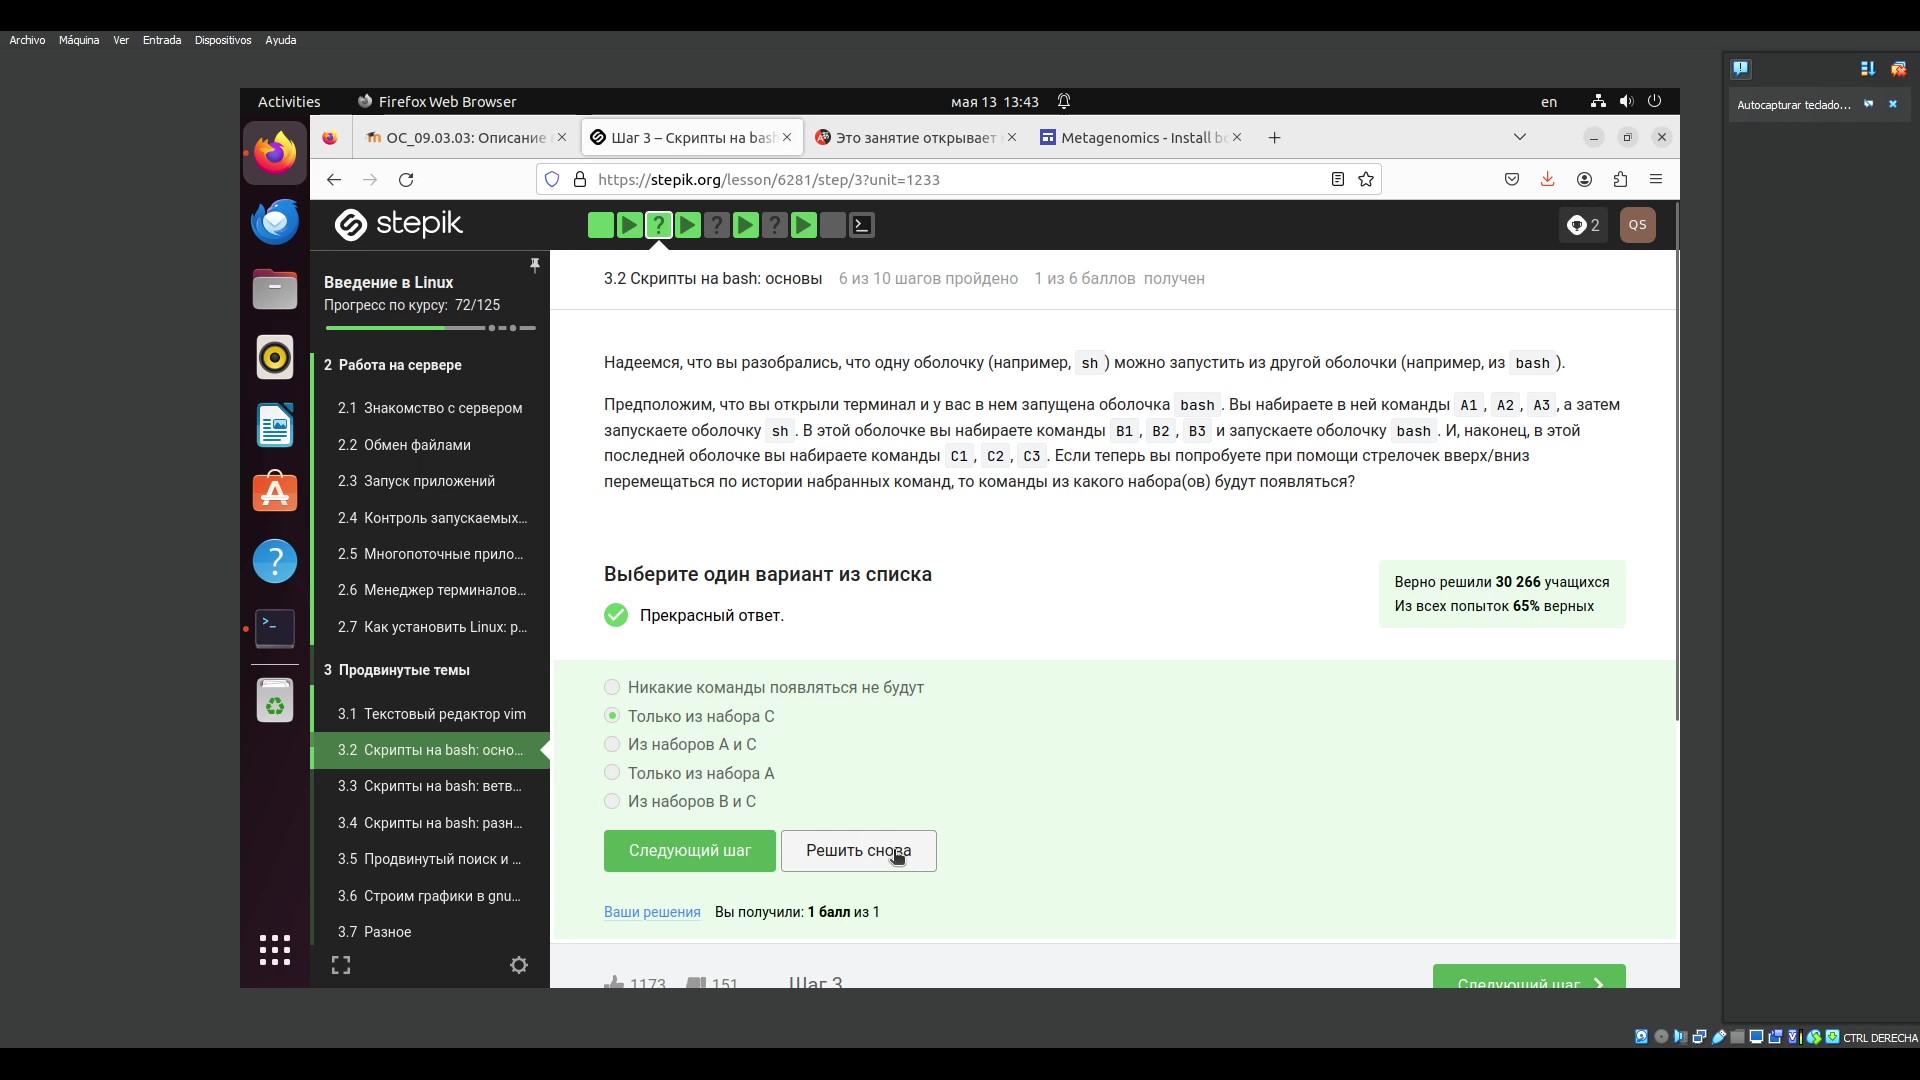 Archivo Máquina Ver Entrada Dispositivos Ayuda
Autocapturar teclado...
Activities Firefox Web Browser мая 13 13:43 en
ОС_09.03.03: Описание Шаг 3 – Скрипты на bash Это занятие открывает Metagenomics - Install bo
https://stepik.org/lesson/6281/step/3?unit=1233
stepik 2 QS
Введение в Linux
Прогресс по курсу: 72/125
2 Работа на сервере
2.1 Знакомство с сервером
2.2 Обмен файлами
2.3 Запуск приложений
2.4 Контроль запускаемых...
2.5 Многопоточные прило...
2.6 Менеджер терминалов...
2.7 Как установить Linux: р...
3 Продвинутые темы
3.1 Текстовый редактор vim
3.2 Скрипты на bash: осно...
3.3 Скрипты на bash: ветв...
3.4 Скрипты на bash: разн...
3.5 Продвинутый поиск и ...
3.6 Строим графики в gnu...
3.7 Разное
3.2 Скрипты на bash: основы 6 из 10 шагов пройдено 1 из 6 баллов получен
Надеемся, что вы разобрались, что одну оболочку (например, sh ) можно запустить из другой оболочки (например, из bash ).
Предположим, что вы открыли терминал и у вас в нем запущена оболочка bash . Вы набираете в ней команды A1 , A2 , A3 , а затем
запускаете оболочку sh . В этой оболочке вы набираете команды B1 , B2 , B3 и запускаете оболочку bash . И, наконец, в этой
последней оболочке вы набираете команды C1 , C2 , C3 . Если теперь вы попробуете при помощи стрелочек вверх/вниз
перемещаться по истории набранных команд, то команды из какого набора(ов) будут появляться?
Выберите один вариант из списка
Прекрасный ответ.
Верно решили 30 266 учащихся
Из всех попыток 65% верных
Никакие команды появляться не будут
Только из набора C
Из наборов A и C
Только из набора A
Из наборов B и C
Следующий шаг Решить снова
Ваши решения Вы получили: 1 балл из 1
1173 151 Шаг 3 Следующий шаг
CTRL DERECHA